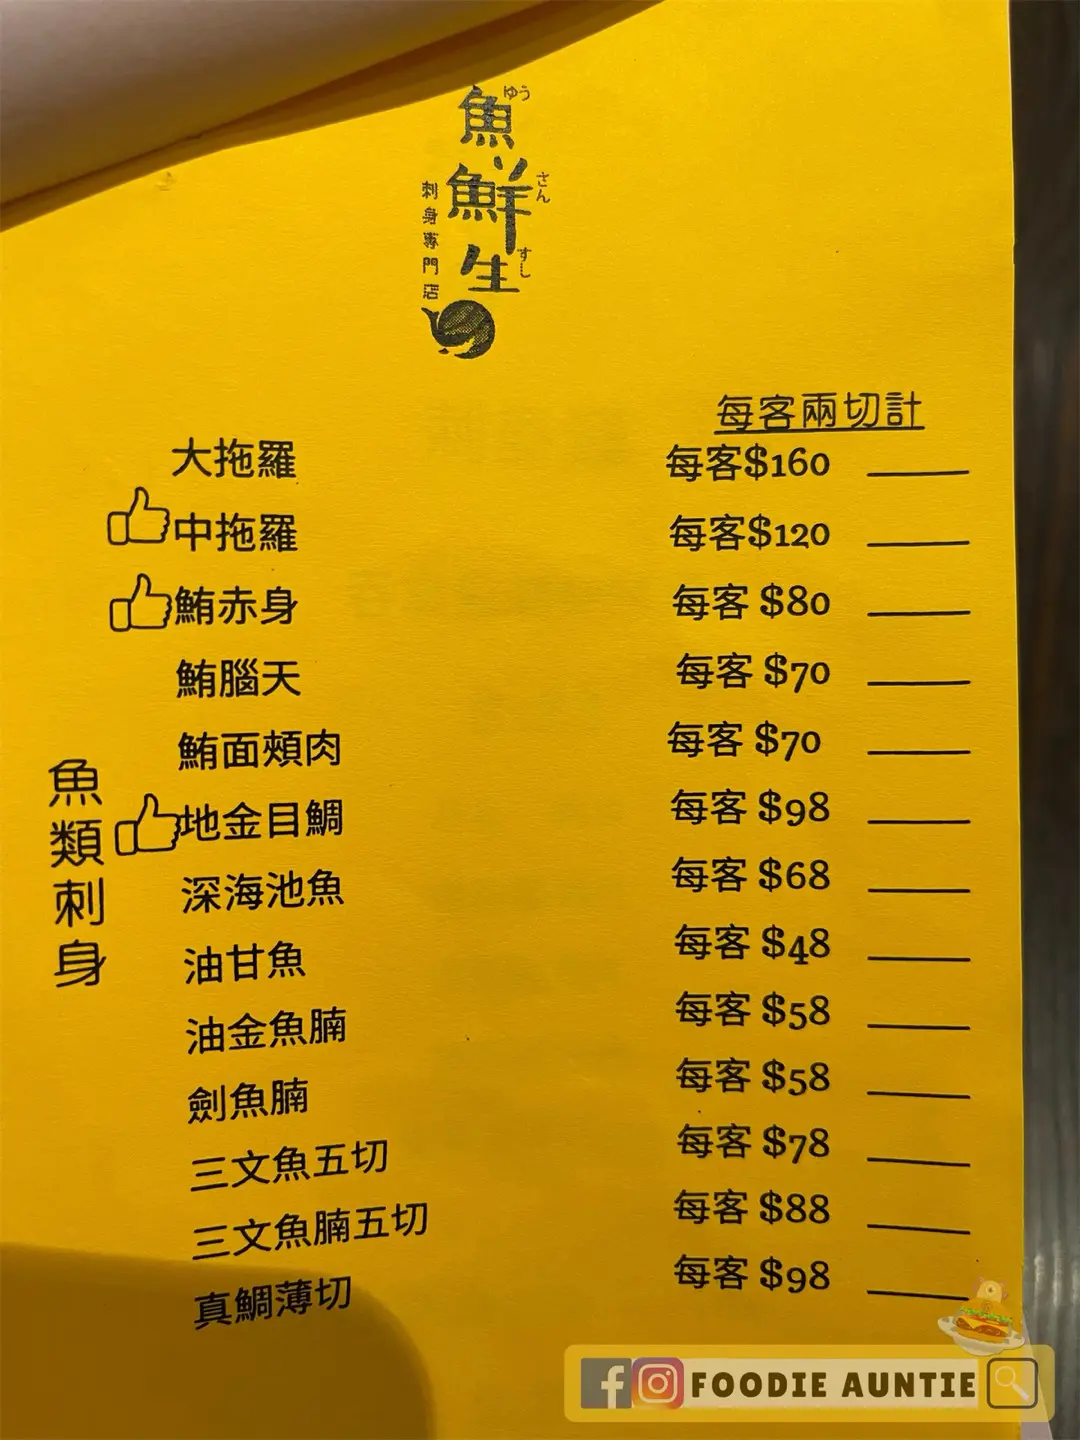 魚鮮生
ゆう
さん
すし
刺身專門店
每客兩切計
大拖羅 每客$160
中拖羅 每客$120
鮪赤身 每客 $80
鮪腦天 每客 $70
鮪面頰肉 每客 $70
地金目鯛 每客 $98
深海池魚 每客 $68
油甘魚 每客 $48
油金魚腩 每客 $58
劍魚腩 每客 $58
三文魚五切 每客 $78
三文魚腩五切 每客 $88
真鯛薄切 每客 $98
魚類刺身
FOODIE AUNTIE